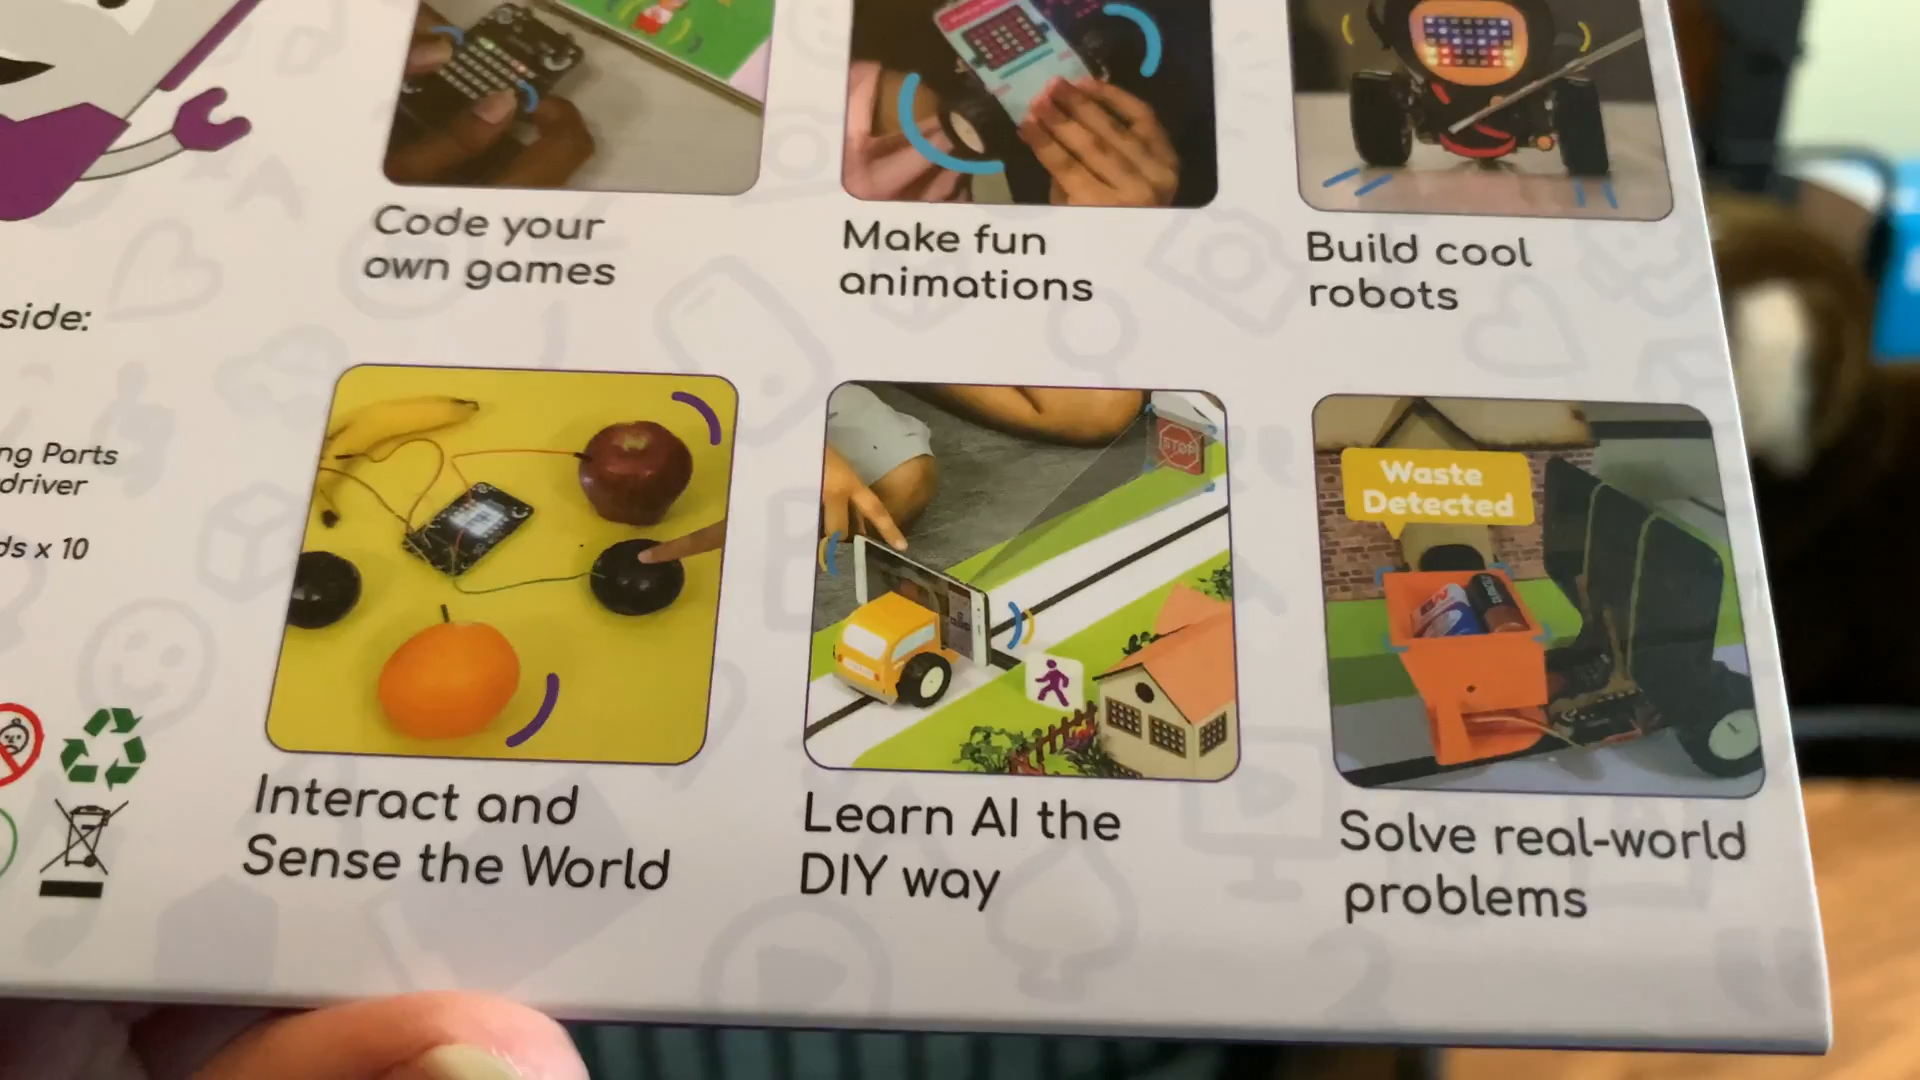 Code your
own games
Make fun
animations
Build cool
robots
side:
ng Parts
driver
ds x 10
STOP
Waste
Detected
Interact and
Sense the World
Learn AI the
DIY way
Solve real-world
problems